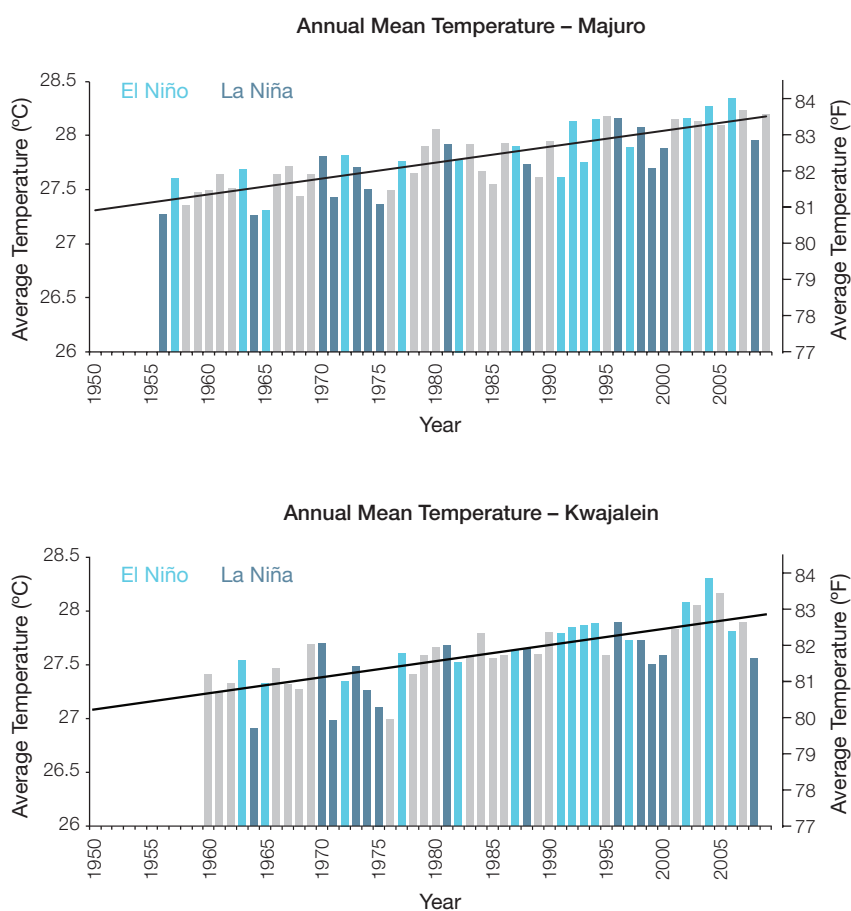 Annual Mean Temperature – Majuro
El Niño La Niña
Average Temperature (ºC)
28.5
28
27.5
27
26.5
26
Average Temperature (ºF)
84
83
82
81
80
79
78
77
1950 1955 1960 1965 1970 1975 1980 1985 1990 1995 2000 2005
Year
Annual Mean Temperature – Kwajalein
El Niño La Niña
Average Temperature (ºC)
28.5
28
27.5
27
26.5
26
Average Temperature (ºF)
84
83
82
81
80
79
78
77
1950 1955 1960 1965 1970 1975 1980 1985 1990 1995 2000 2005
Year